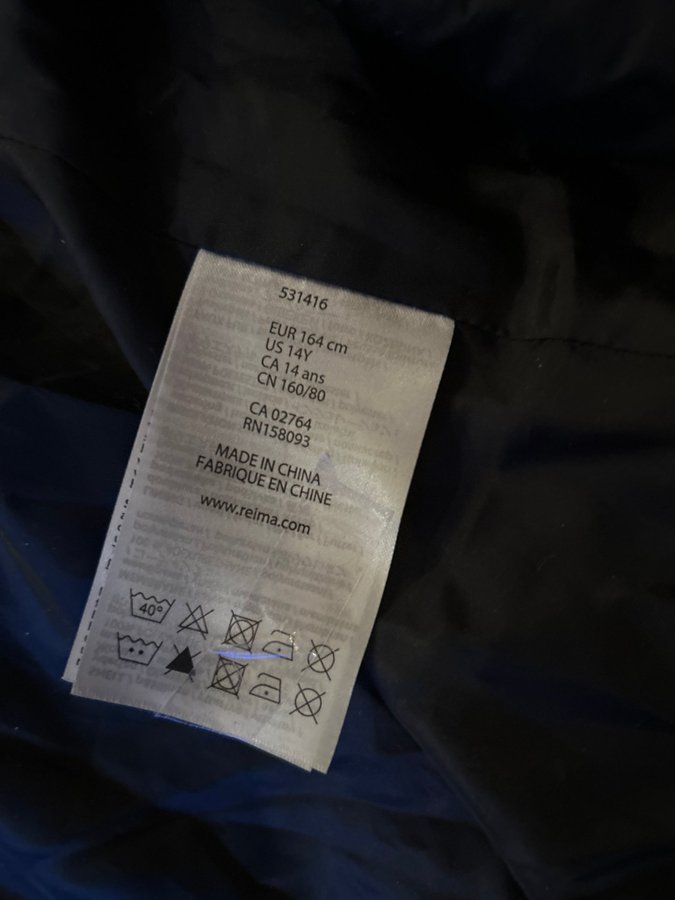 531416
EUR 164 cm
US 14Y
CA 14 ans
CN 160/80
CA 02764
RN158093
MADE IN CHINA
FABRIQUE EN CHINE
www.reima.com
40°